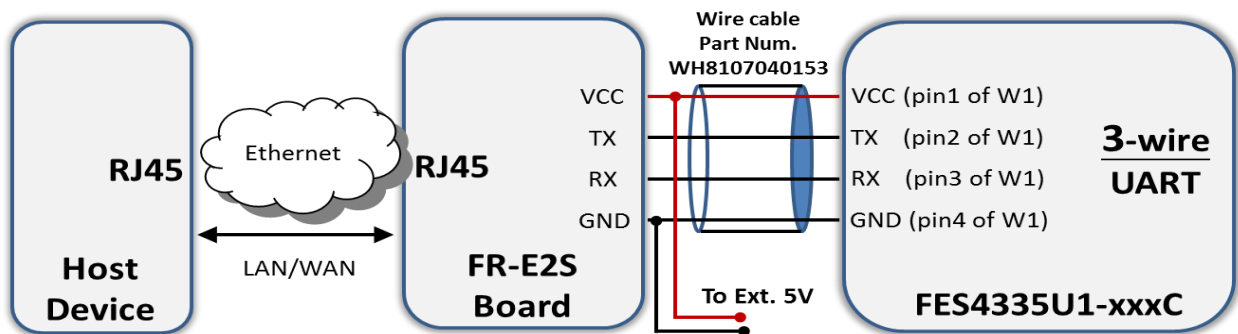 Wire cable
Part Num.
WH8107040153
VCC
TX
RX
GND
VCC (pin1 of W1)
TX (pin2 of W1)
RX (pin3 of W1)
GND (pin4 of W1)
3-wire
UART
Ethernet
RJ45
RJ45
LAN/WAN
Host
Device
FR-E2S
Board
To Ext. 5V
FES4335U1-xxxC